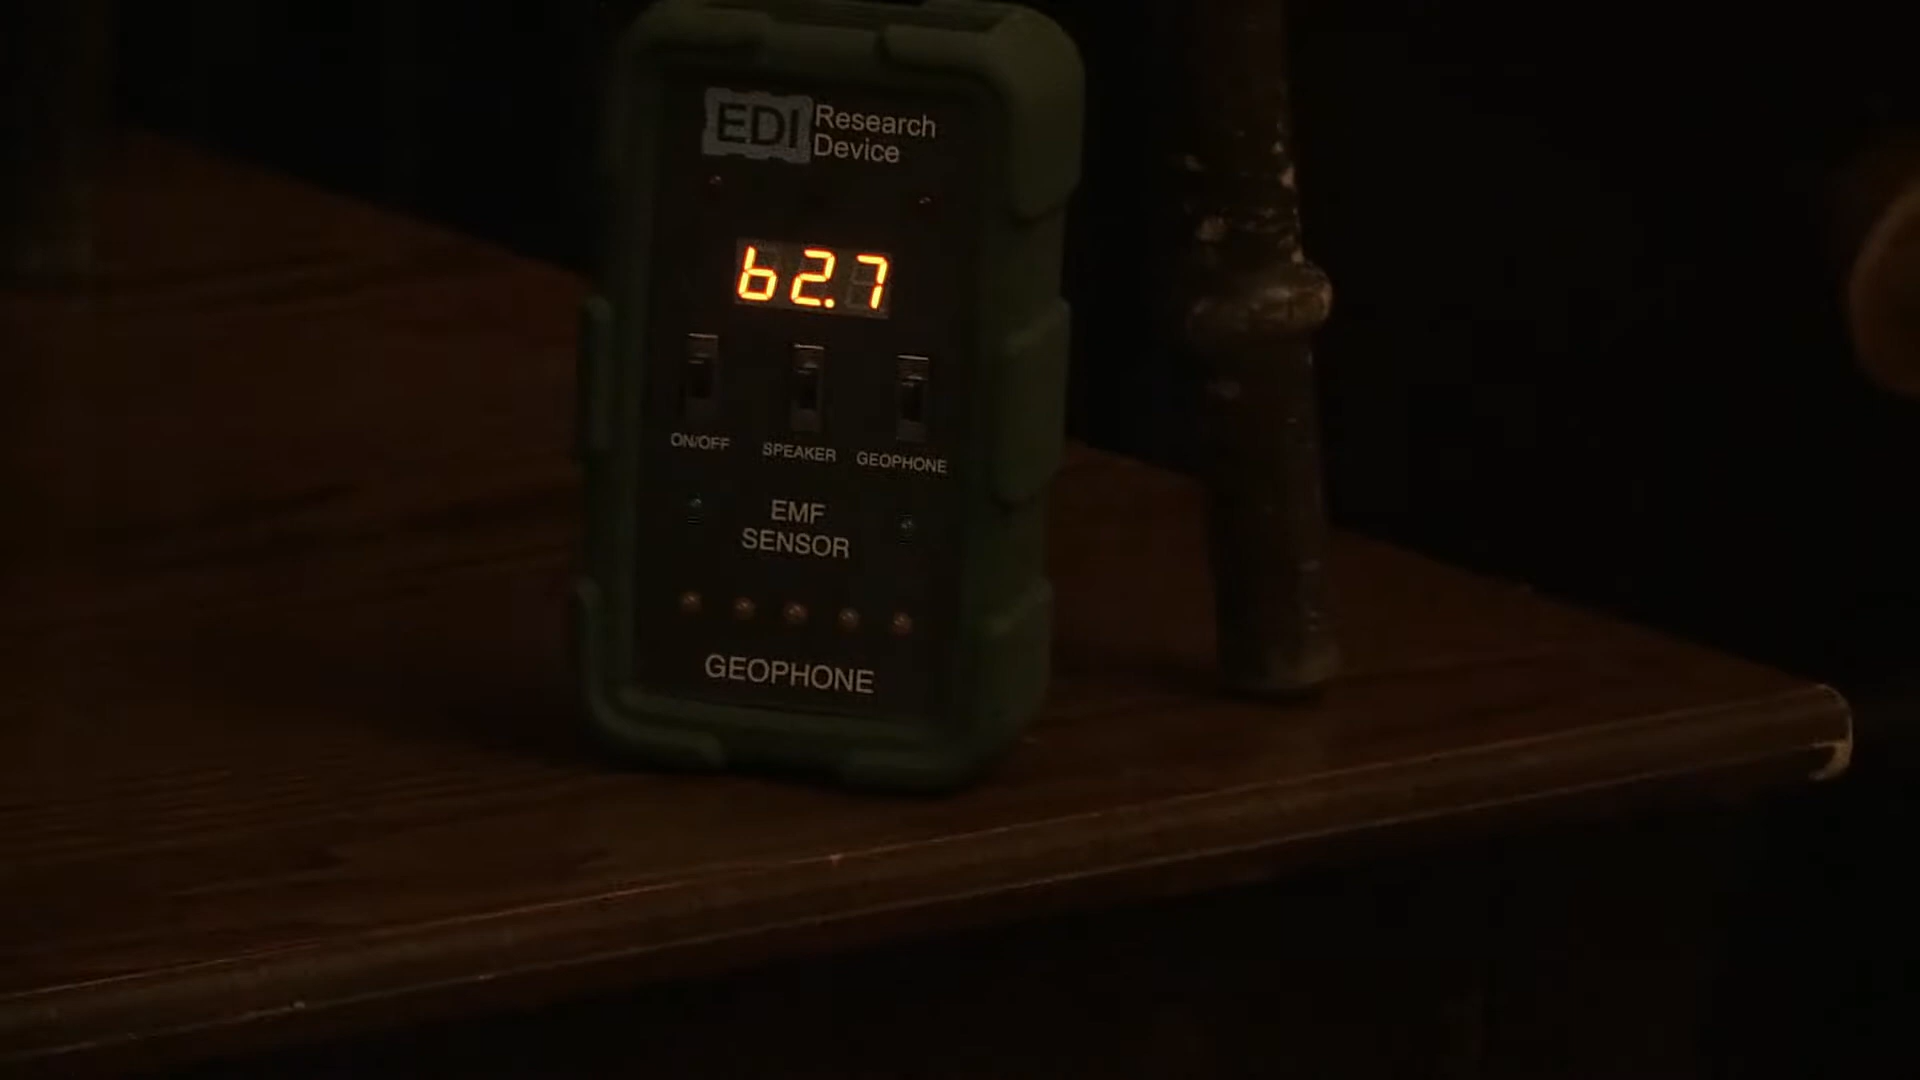 EDI Research
Device
62.7
ON/OFF SPEAKER GEOPHONE
EMF
SENSOR
GEOPHONE